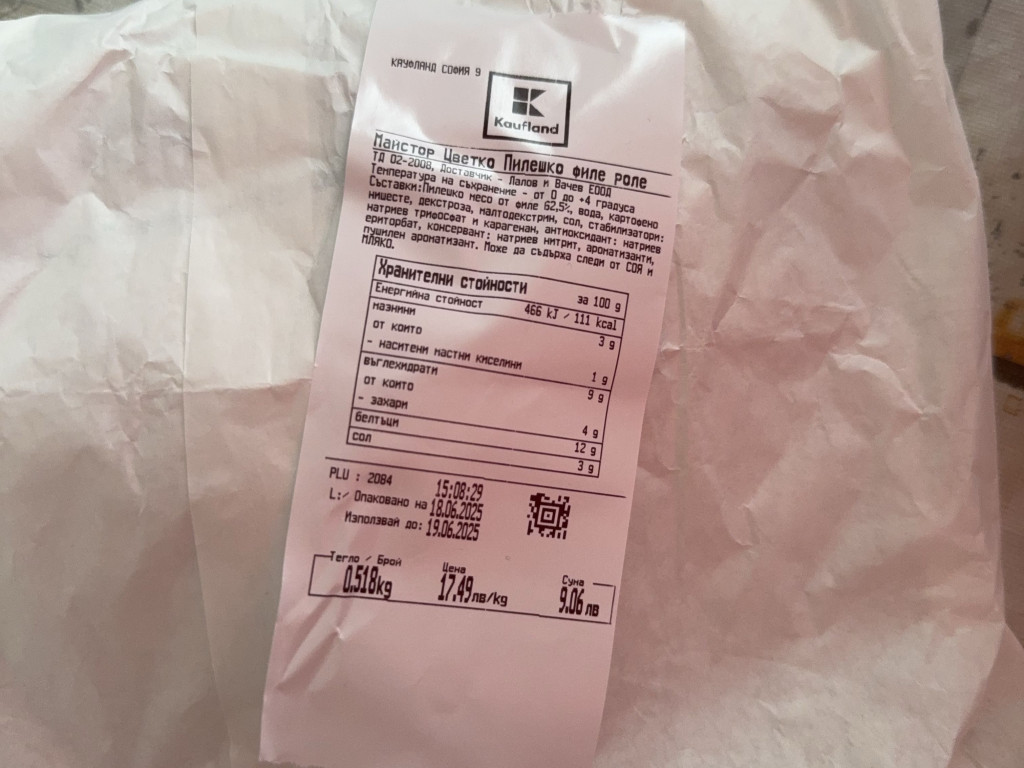 КАУФЛАНД СОФИЯ 9
Kaufland
Майстор Цветко Пилешко филе роле
ТД 02-2008, Доставчик - Лалов и Вачев ЕООД
Температура на съхранение - от 0 до +4 градуса
Съставки:Пилешко месо от филе 62,5%, вода, картофено
нишесте, декстроза, малтодекстрин, сол, стабилизатори:
натриев трифосфат и карагенан, антиоксидант: натриев
ериторбат, консервант: натриев нитрит, ароматизанти,
пушилен ароматизант. Може да съдържа следи от СОЯ и
МЛЯКО.
Хранителни стойности за 100 g
Енергийна стойност 466 kJ / 111 kcal
мазнини 3 g
от които
- наситени мастни киселини 1 g
въглехидрати 9 g
от които
- захари 4 g
белтъци 12 g
сол 3 g
PLU : 2084 15:08:29
L:/ Опаковано на 18.06.2025
Използвай до: 19.06.2025
Тегло / Брой Цена Сума
0.518kg 17.49лв/kg 9.06 лв